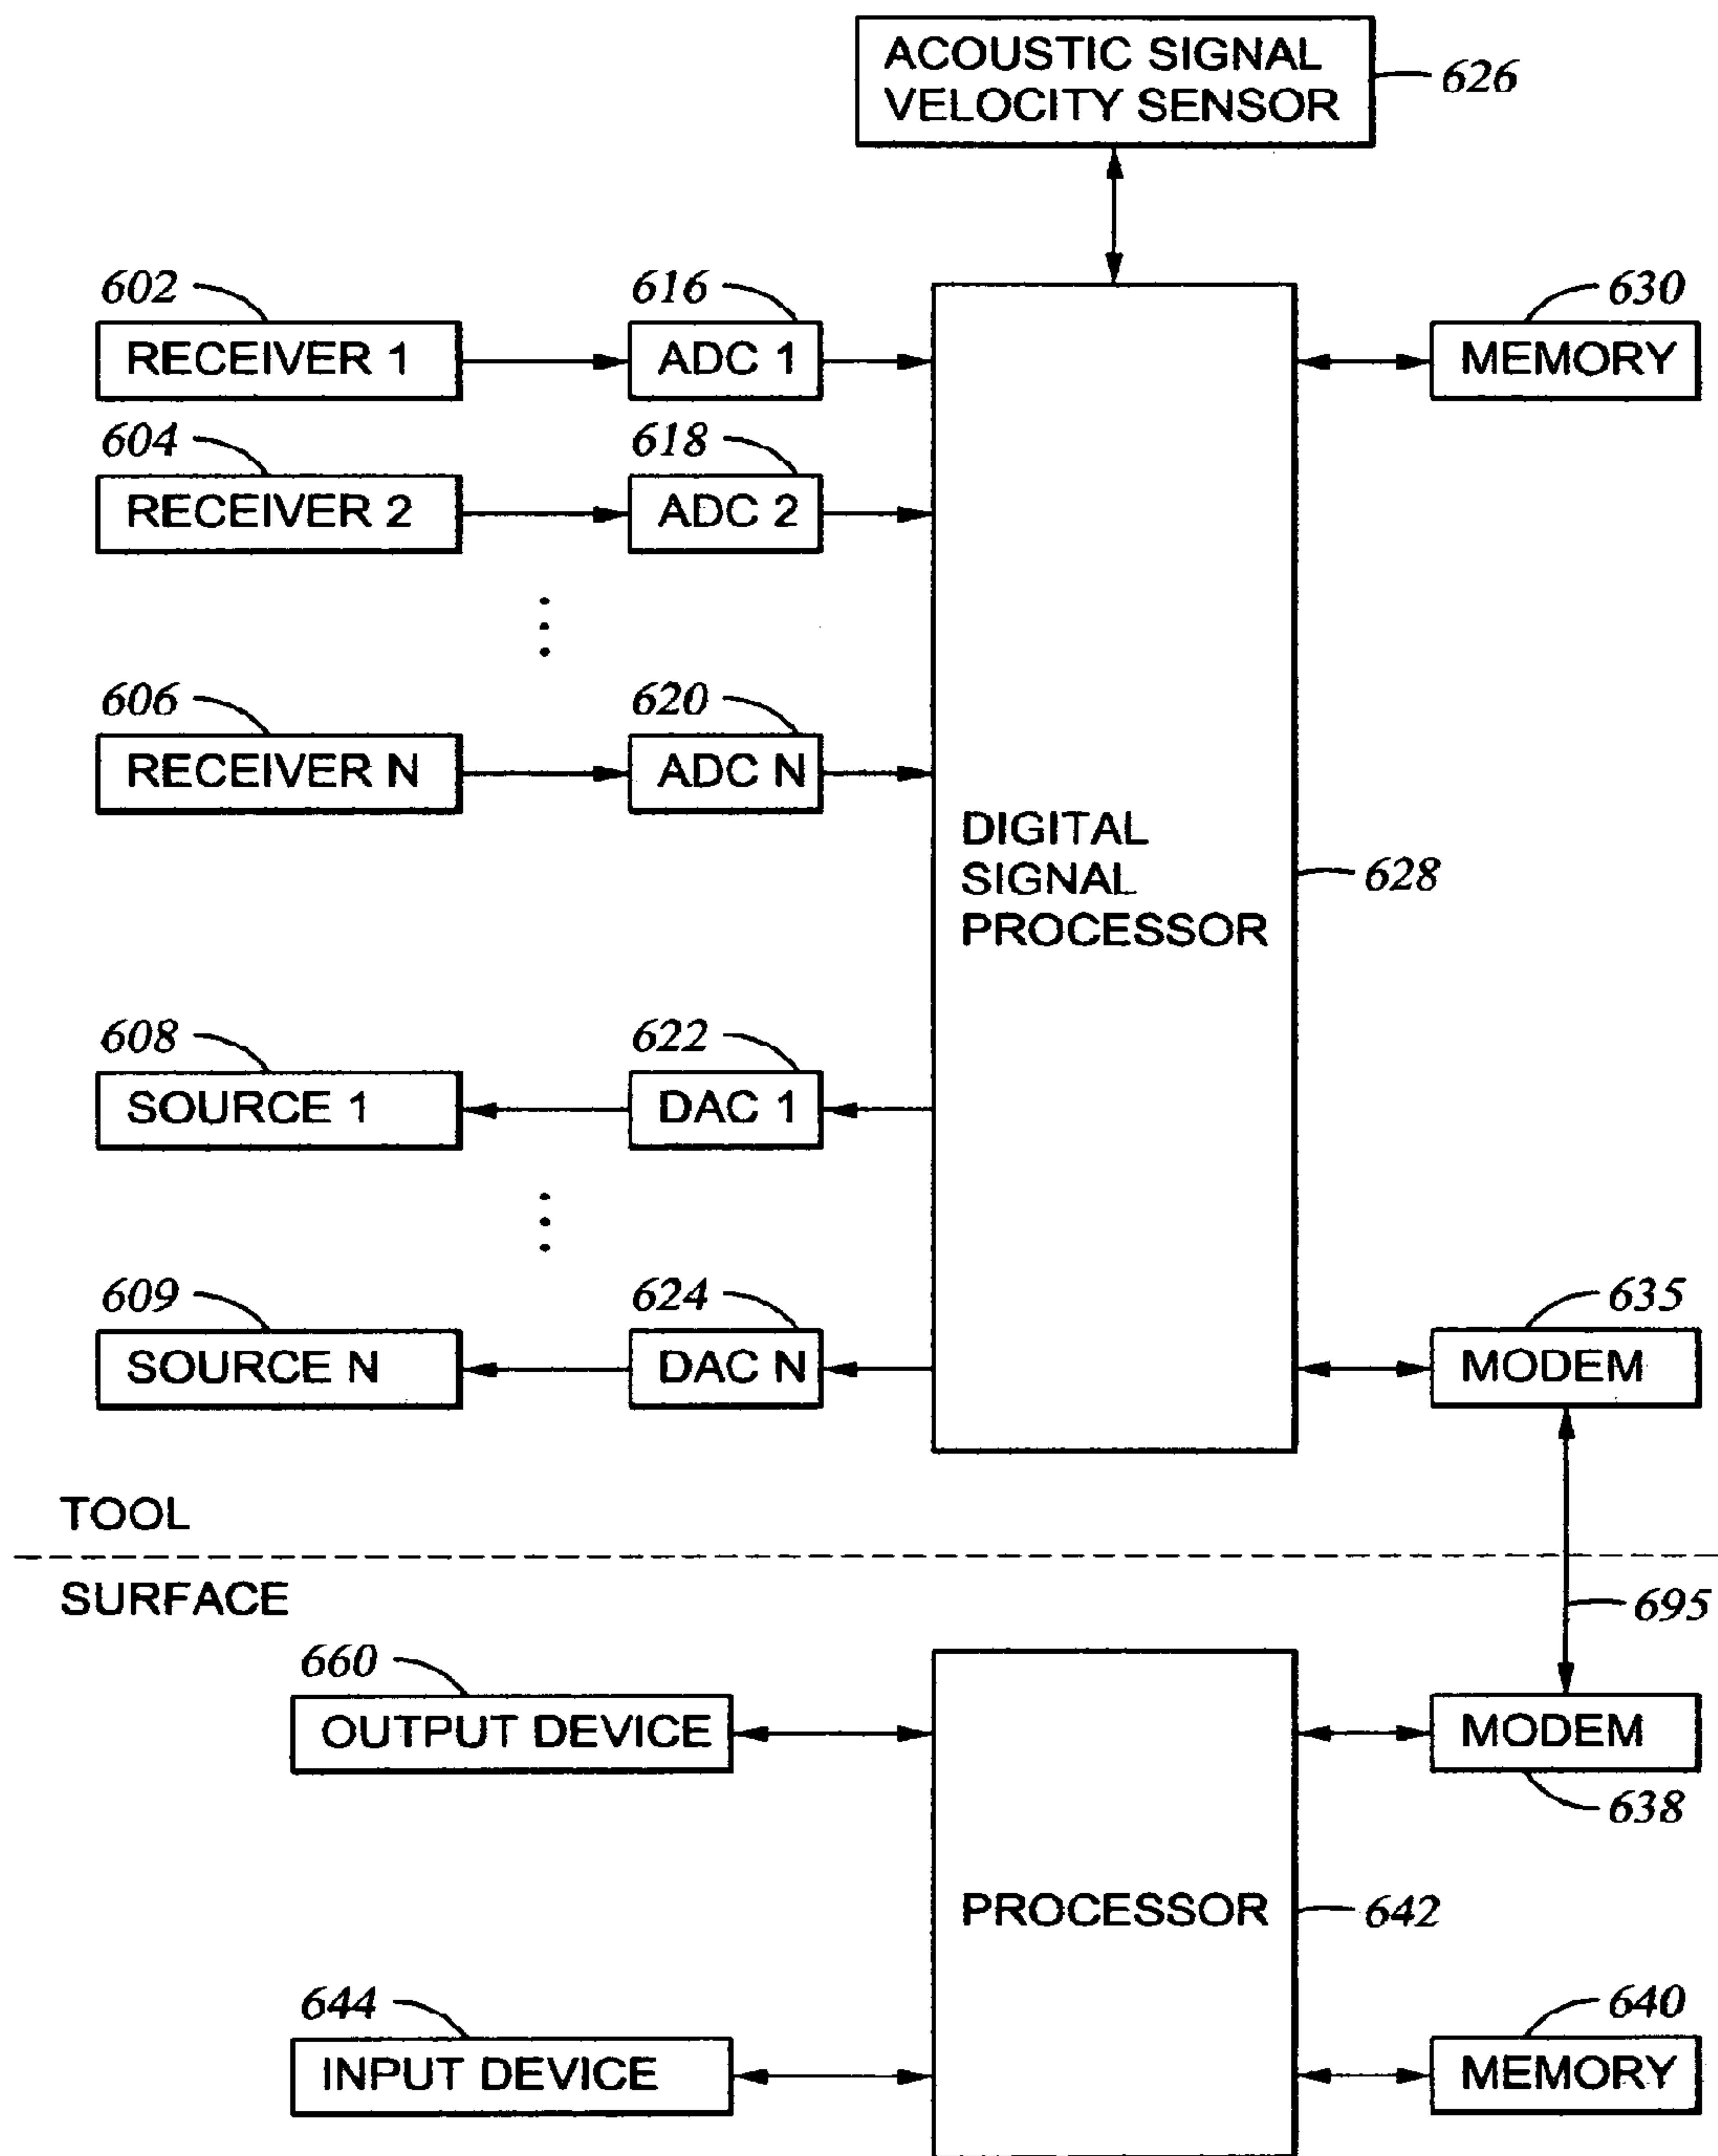 ACOUSTIC SIGNAL
VELOCITY SENSOR
626
602
616
630
RECEIVER 1
ADC 1
MEMORY
604
618
RECEIVER 2
ADC 2
606
620
RECEIVER N
ADC N
DIGITAL
SIGNAL
PROCESSOR
628
608
622
SOURCE 1
DAC 1
609
624
635
SOURCE N
DAC N
MODEM
TOOL
SURFACE
695
660
OUTPUT DEVICE
MODEM
638
PROCESSOR
642
644
640
INPUT DEVICE
MEMORY